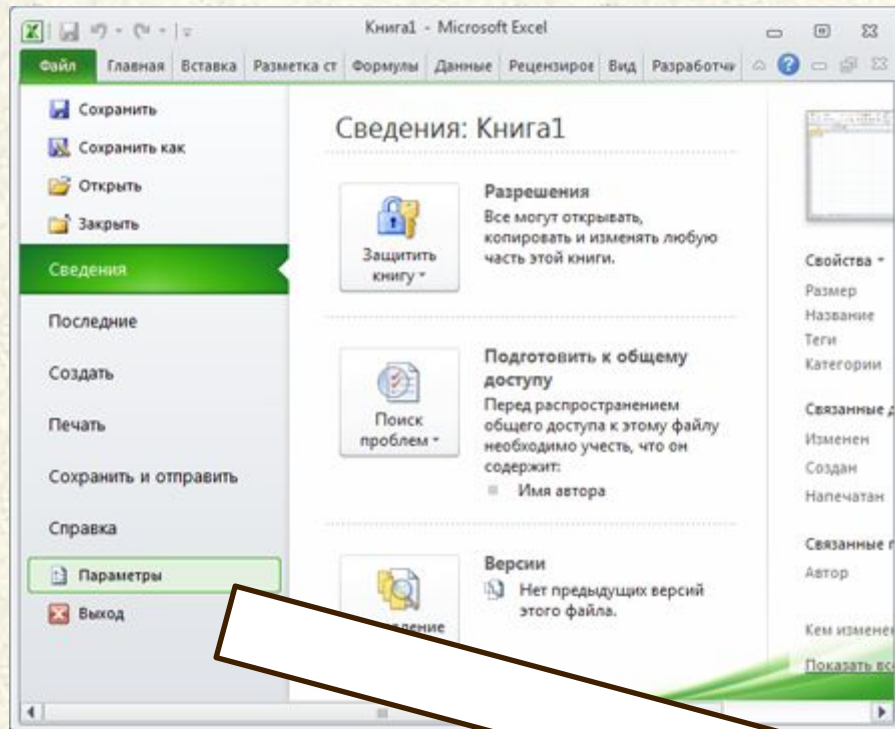 Книга1 - Microsoft Excel
Файл Главная Вставка Разметка ст Формулы Данные Рецензиров Вид Разработчи
Сохранить
Сохранить как
Открыть
Закрыть
Сведения
Последние
Создать
Печать
Сохранить и отправить
Справка
Параметры
Выход
Сведения: Книга1
Защитить
книгу
Разрешения
Все могут открывать,
копировать и изменять любую
часть этой книги.
Поиск
проблем
Подготовить к общему
доступу
Перед распространением
общего доступа к этому файлу
необходимо учесть, что он
содержит:
Имя автора
Версии
Нет предыдущих версий
этого файла.
Свойства
Размер
Название
Теги
Категории
Связанные д
Изменен
Создан
Напечатан
Связанные
Автор
Кем изменен
Показать вс